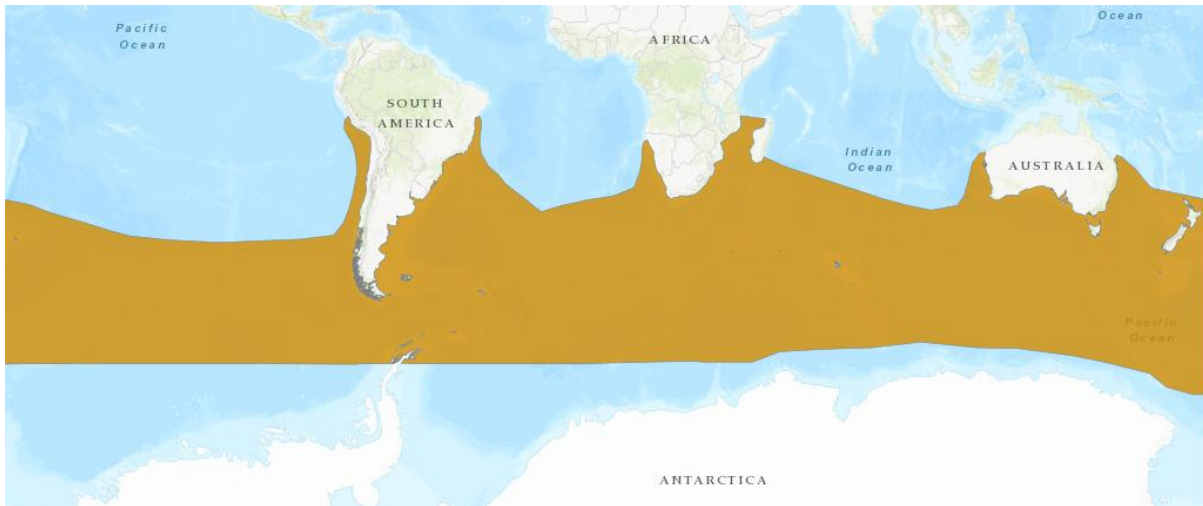 Pacific
Ocean
AFRICA
Ocean
SOUTH
AMERICA
Indian
Ocean
AUSTRALIA
Pacific
Ocean
ANTARCTICA